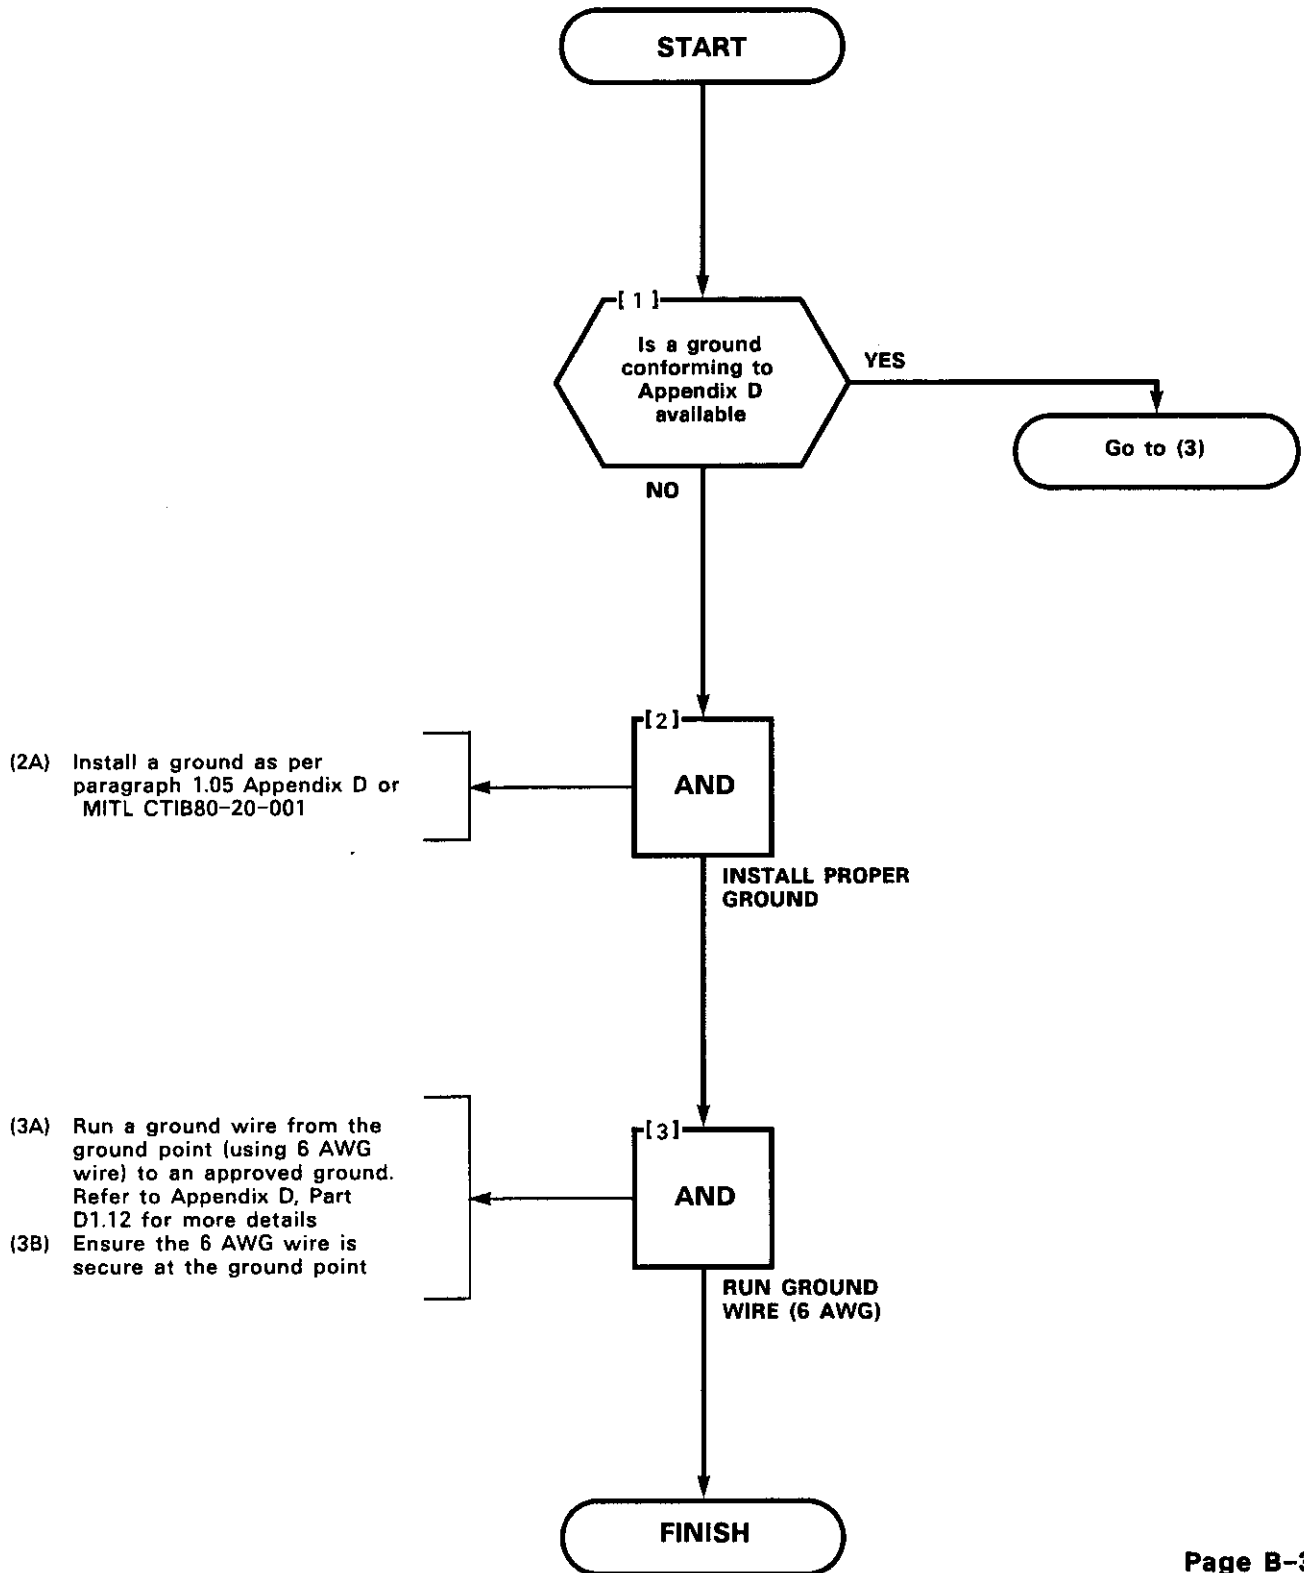 START
[ 1 ]
Is a ground
conforming to
Appendix D
available
YES
Go to (3)
NO
[2]
AND
(2A) Install a ground as per
paragraph 1.05 Appendix D or
MITL CTIB80-20-001
INSTALL PROPER
GROUND
[3]
AND
(3A) Run a ground wire from the
ground point (using 6 AWG
wire) to an approved ground.
Refer to Appendix D, Part
D1.12 for more details
(3B) Ensure the 6 AWG wire is
secure at the ground point
RUN GROUND
WIRE (6 AWG)
FINISH
Page B-3